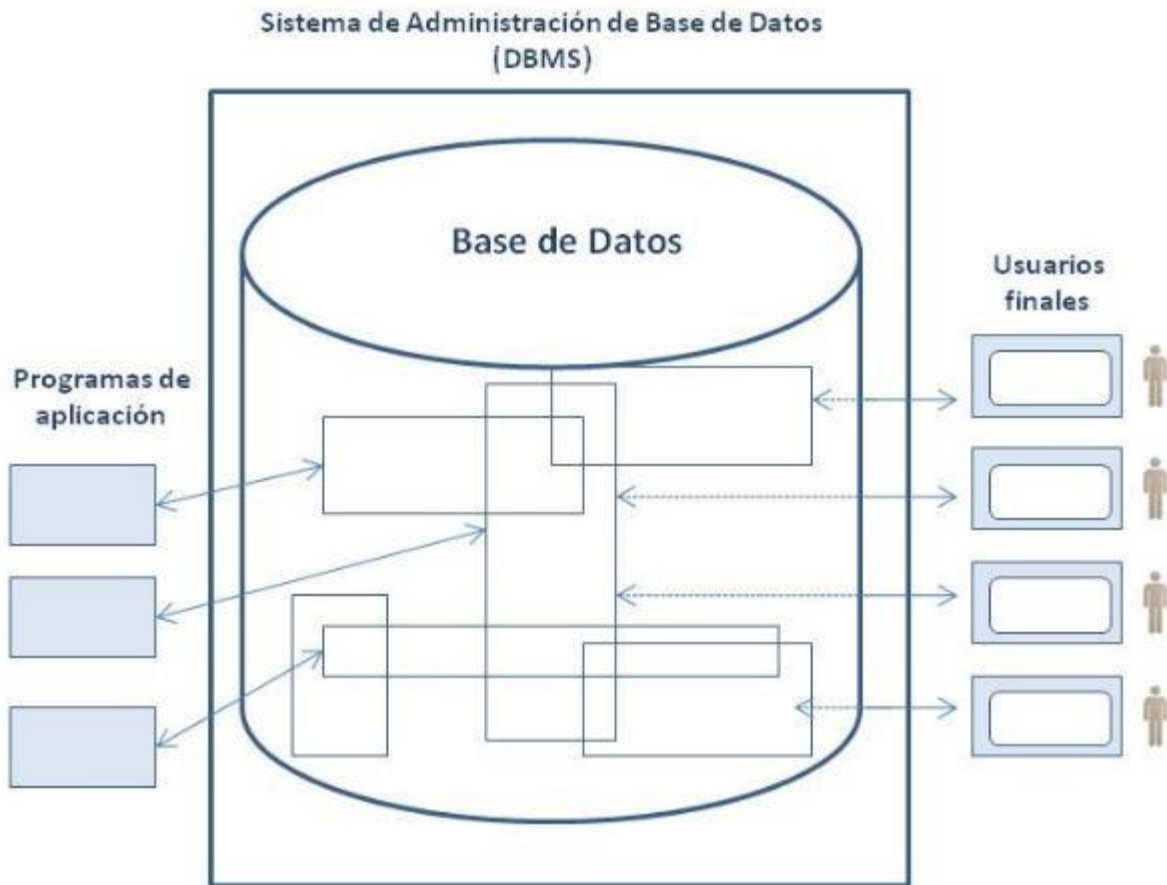 Sistema de Administración de Base de Datos
(DBMS)
Base de Datos
Usuarios
finales
Programas de
aplicación